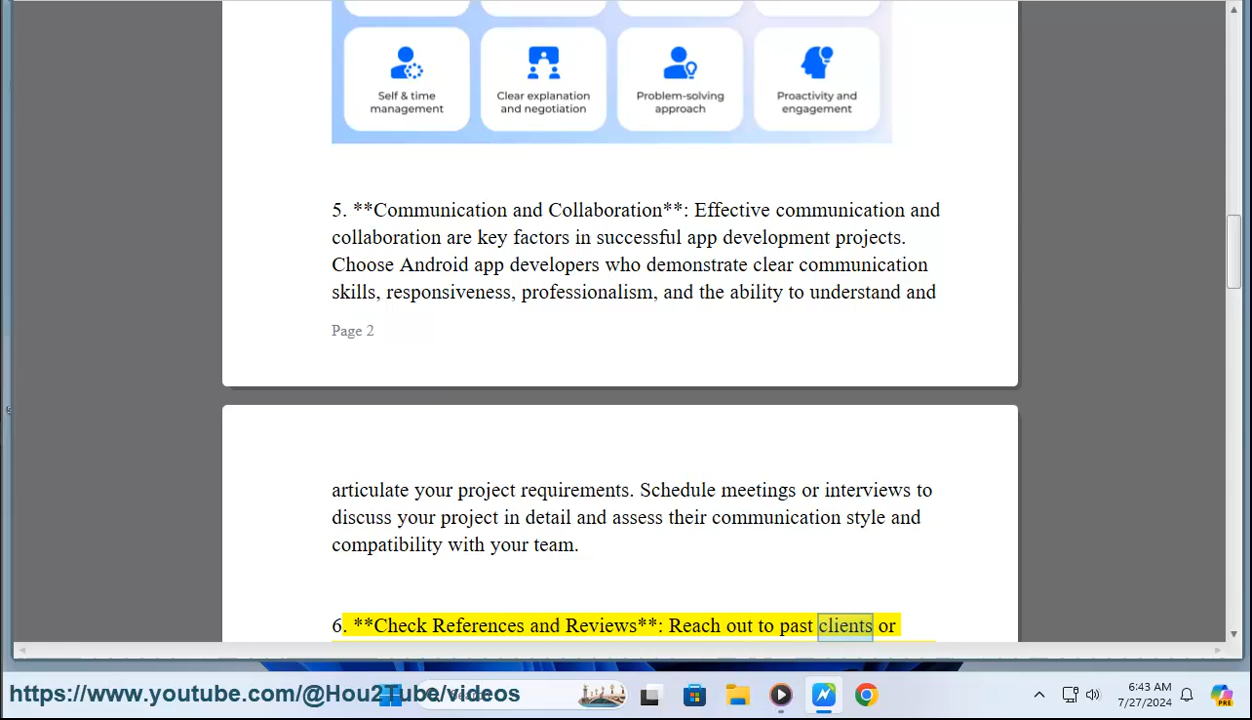 Self & time
management
Clear explanation
and negotiation
Problem-solving
approach
Proactivity and
engagement
5. **Communication and Collaboration**: Effective communication and
collaboration are key factors in successful app development projects.
Choose Android app developers who demonstrate clear communication
skills, responsiveness, professionalism, and the ability to understand and
Page 2
articulate your project requirements. Schedule meetings or interviews to
discuss your project in detail and assess their communication style and
compatibility with your team.
6. **Check References and Reviews**: Reach out to past clients or
https://www.youtube.com/@Hou2Tube/videos
6:43 AM
7/27/2024
PRE